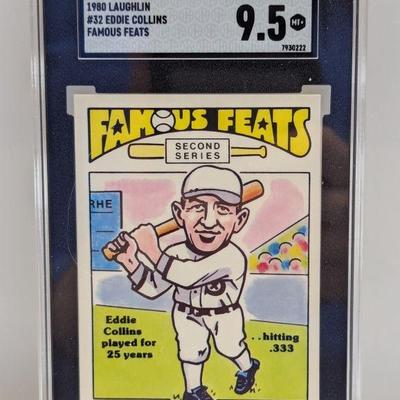 1980 LAUGHLIN
#32 EDDIE COLLINS
FAMOUS FEATS
9.5
MT+
7930222
FAMOUS FEATS
SECOND
SERIES
RHE
Eddie
Collins
played for
25 years
..hitting
.333